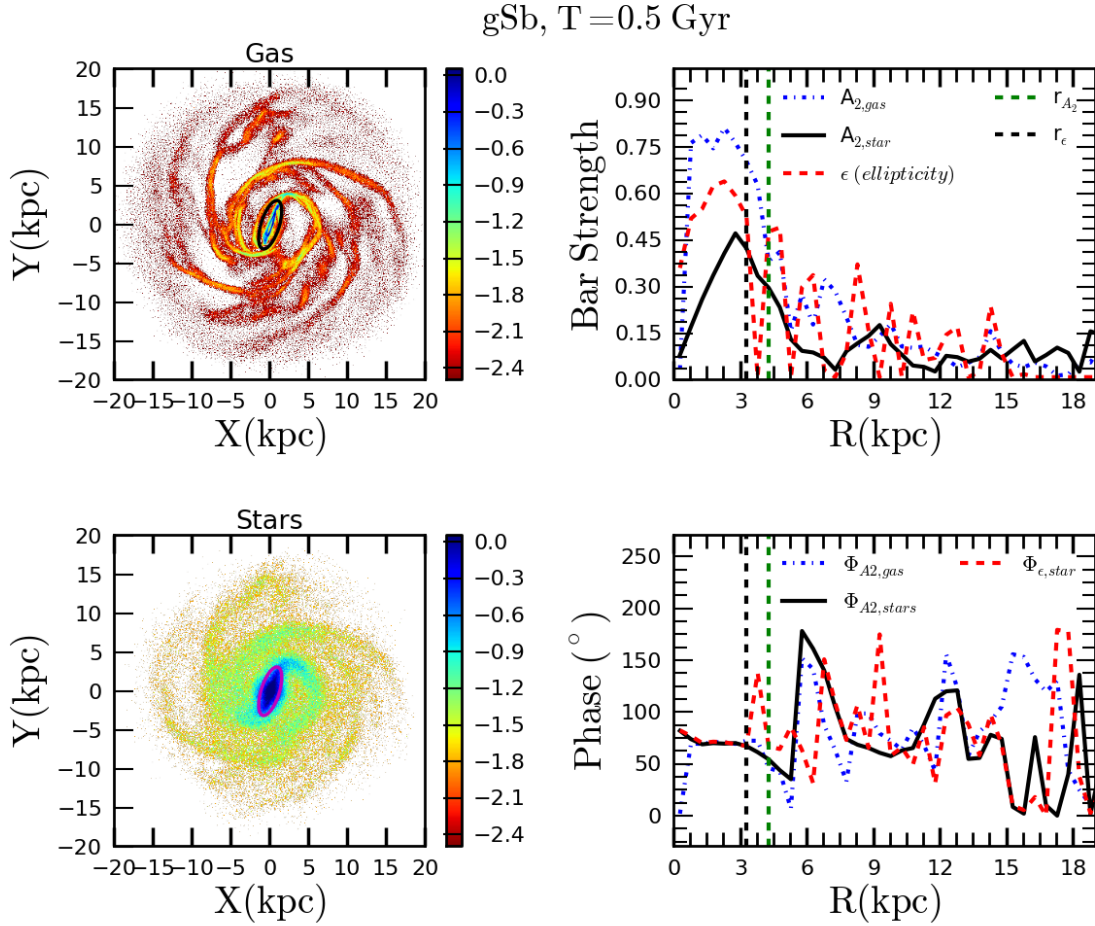 gSb, T=0.5 Gyr
Gas
20
15
10
5
0
−5
−10
−15
−20
−20−15−10 −5 0 5 10 15 20
X(kpc)
Y(kpc)
0.0
−0.3
−0.6
−0.9
−1.2
−1.5
−1.8
−2.1
−2.4
A2,gas
A2,star
ϵ (ellipticity)
rA2
rϵ
0.90
0.75
0.60
0.45
0.30
0.15
0.00
0 3 6 9 12 15 18
R(kpc)
Bar Strength
Stars
20
15
10
5
0
−5
−10
−15
−20
−20−15−10 −5 0 5 10 15 20
X(kpc)
Y(kpc)
0.0
−0.3
−0.6
−0.9
−1.2
−1.5
−1.8
−2.1
−2.4
ΦA2,gas
ΦA2,stars
Φϵ,star
250
200
150
100
50
0
0 3 6 9 12 15 18
R(kpc)
Phase (°)